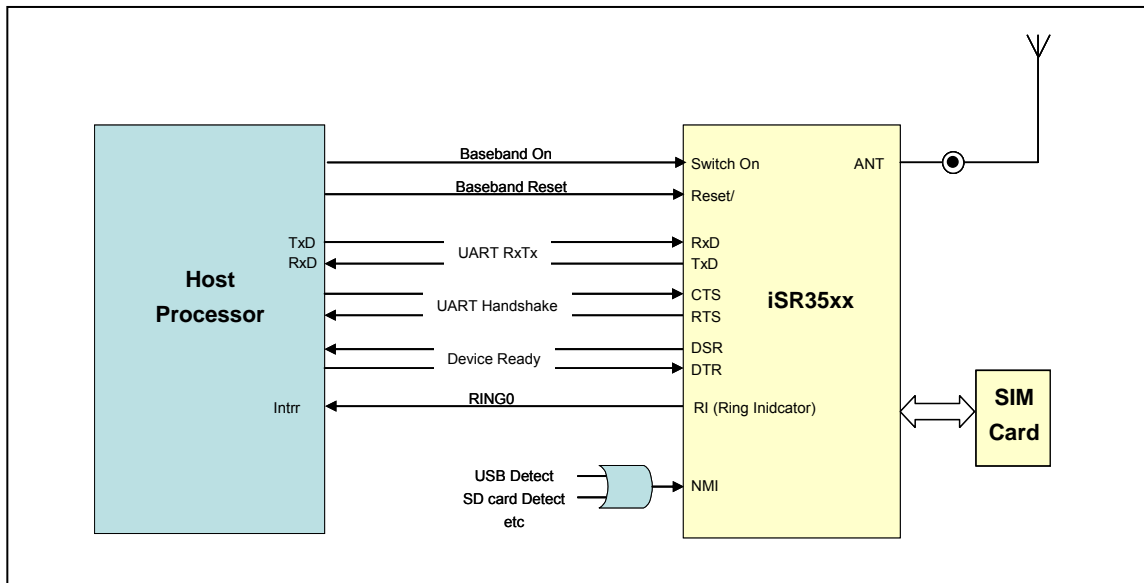 Baseband On
Switch On
ANT
Baseband Reset
Reset/
TxD
UART RxTx
RxD
RxD
TxD
Host
Processor
UART Handshake
CTS
RTS
iSR35xx
Device Ready
DSR
DTR
Intrr
RING0
RI (Ring Inidcator)
SIM
Card
USB Detect
SD card Detect
etc
NMI